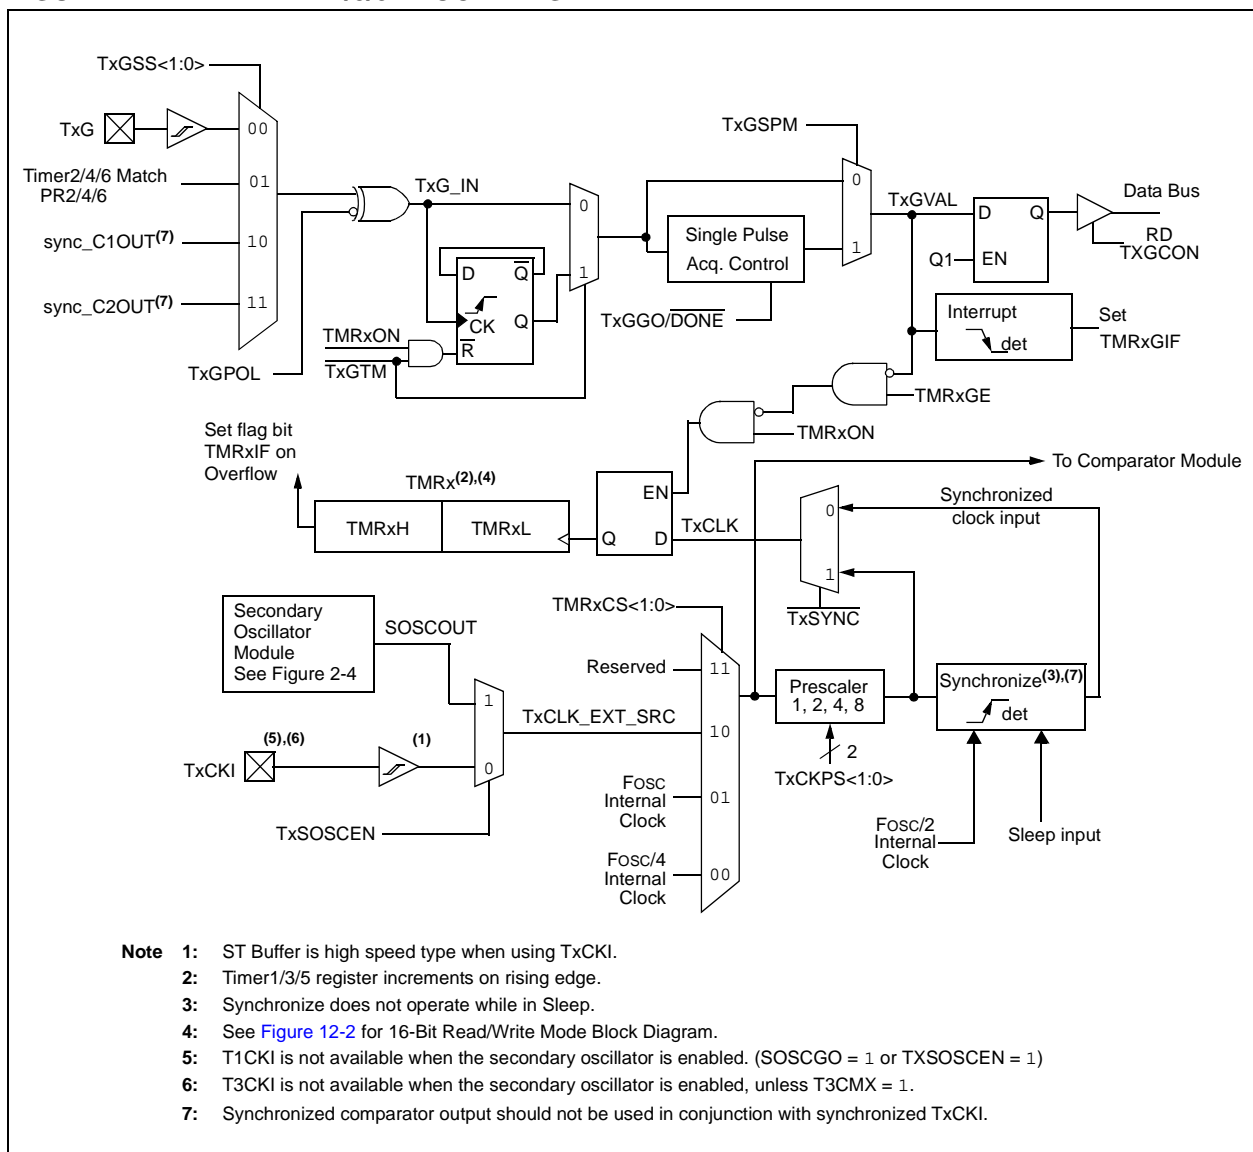 TxGSS<1:0>
TxG
00
Timer2/4/6 Match
PR2/4/6
01
sync_C1OUT(7)
10
sync_C2OUT(7)
11
TxGPOL
TxG_IN
D
Q
CK
Q
R
TMRxON
TxGTM
0
1
TxGSPM
Single Pulse
Acq. Control
TxGGO/DONE
0
1
TxGVAL
D
Q
Q1
EN
Data Bus
RD
TXGCON
Interrupt
det
Set
TMRxGIF
TMRxGE
TMRxON
Set flag bit
TMRxIF on
Overflow
TMRx(2),(4)
TMRxH
TMRxL
EN
Q
D
TxCLK
To Comparator Module
Synchronized
clock input
0
1
TxSYNC
Secondary
Oscillator
Module
See Figure 2-4
SOSCOUT
1
0
(5),(6)
(1)
TxCKI
TxSOSCEN
TxCLK_EXT_SRC
TMRxCS<1:0>
Reserved
11
10
FOSC
Internal
Clock
01
FOSC/4
Internal
Clock
00
Prescaler
1, 2, 4, 8
2
TxCKPS<1:0>
Synchronize(3),(7)
det
FOSC/2
Internal
Clock
Sleep input
Note 1: ST Buffer is high speed type when using TxCKI.
2: Timer1/3/5 register increments on rising edge.
3: Synchronize does not operate while in Sleep.
4: See Figure 12-2 for 16-Bit Read/Write Mode Block Diagram.
5: T1CKI is not available when the secondary oscillator is enabled. (SOSCGO = 1 or TXSOSCEN = 1)
6: T3CKI is not available when the secondary oscillator is enabled, unless T3CMX = 1.
7: Synchronized comparator output should not be used in conjunction with synchronized TxCKI.